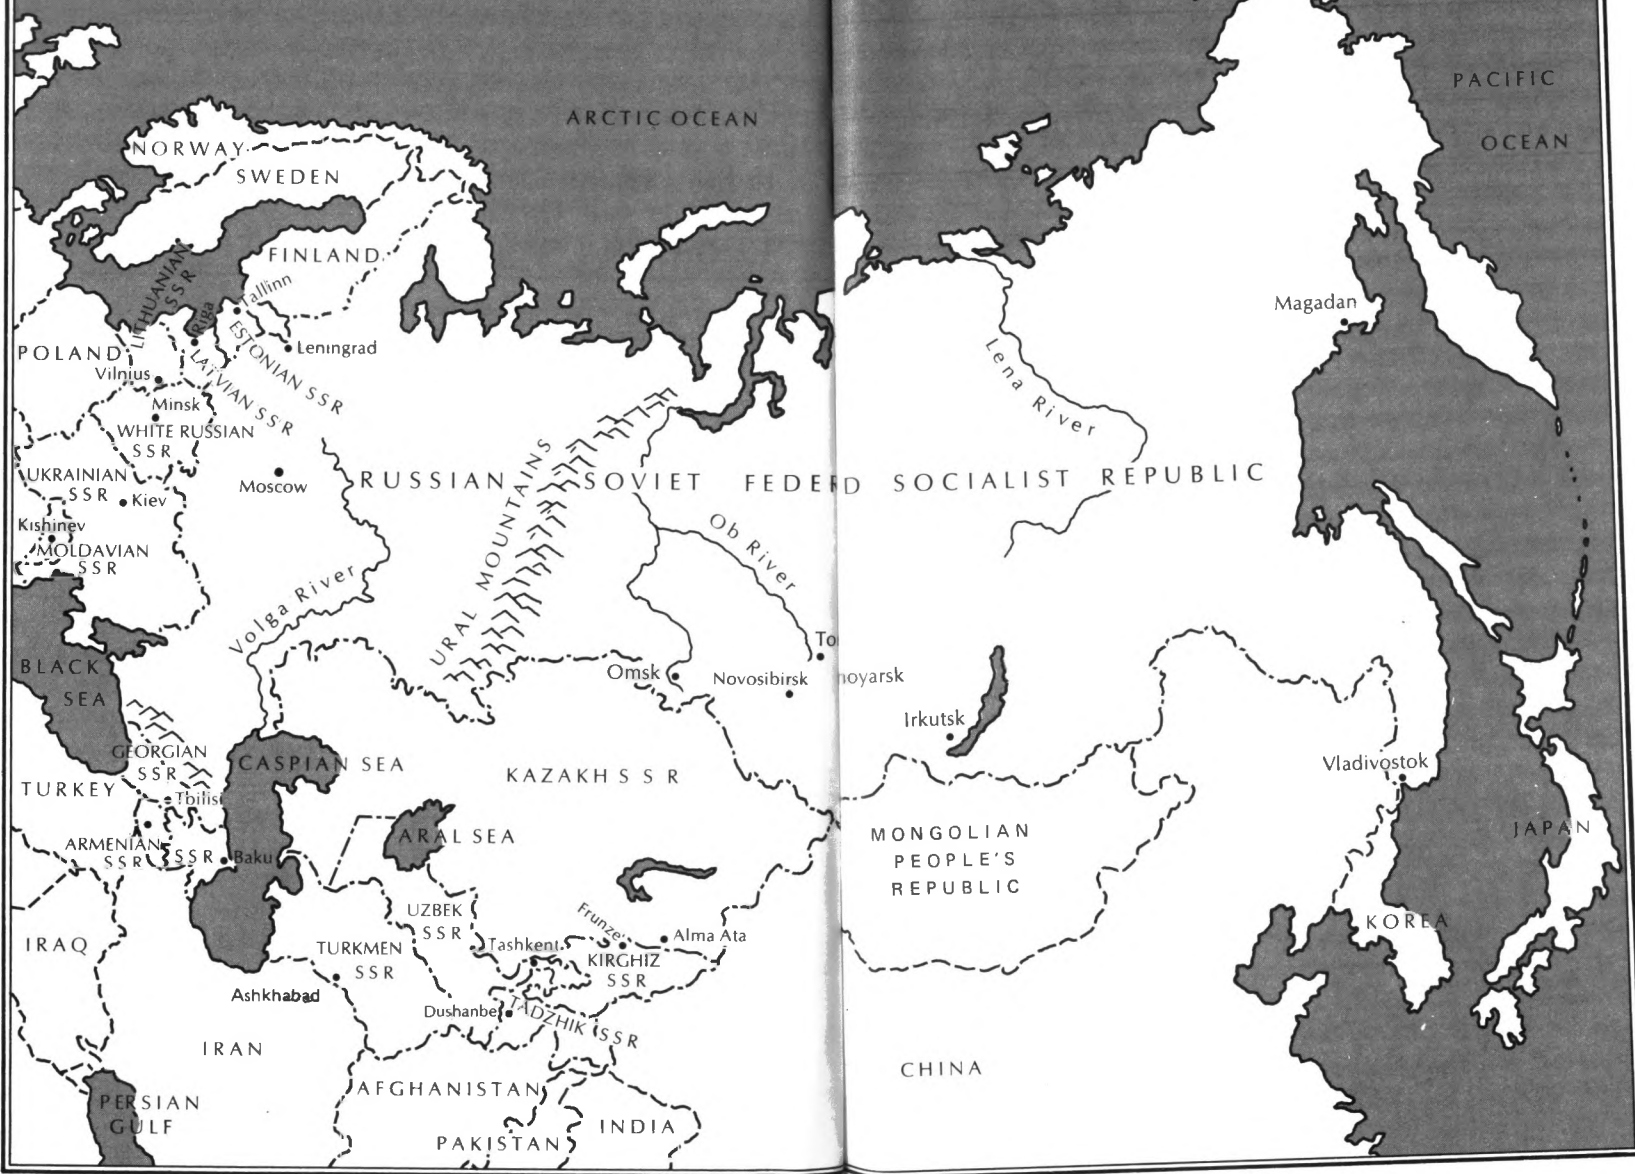 PACIFIC
OCEAN
ARCTIC OCEAN
NORWAY
SWEDEN
FINLAND
LITHUANIAN
SSR
Riga
Tallinn
ESTONIAN SSR
LATVIAN SSR
Leningrad
POLAND
Vilnius
Minsk
WHITE RUSSIAN
SSR
UKRAINIAN
SSR
Kiev
Kishinev
MOLDAVIAN
SSR
Moscow
Magadan
Lena River
RUSSIAN SOVIET FEDER D SOCIALIST REPUBLIC
URAL MOUNTAINS
Ob River
Volga River
BLACK
SEA
Omsk
Novosibirsk
To
noyarsk
Irkutsk
Vladivostok
GEORGIAN
SSR
TURKEY
Tbilisi
CASPIAN SEA
KAZAKH SSR
ARAL SEA
ARMENIAN
SSR
SSR
Baku
MONGOLIAN
PEOPLE'S
REPUBLIC
JAPAN
KOREA
UZBEK
SSR
Frunze
Alma Ata
Tashkent
KIRGHIZ
SSR
IRAQ
TURKMEN
SSR
Ashkhabad
Dushanbe
TADZHIK SSR
IRAN
CHINA
AFGHANISTAN
PERSIAN
GULF
PAKISTAN
INDIA